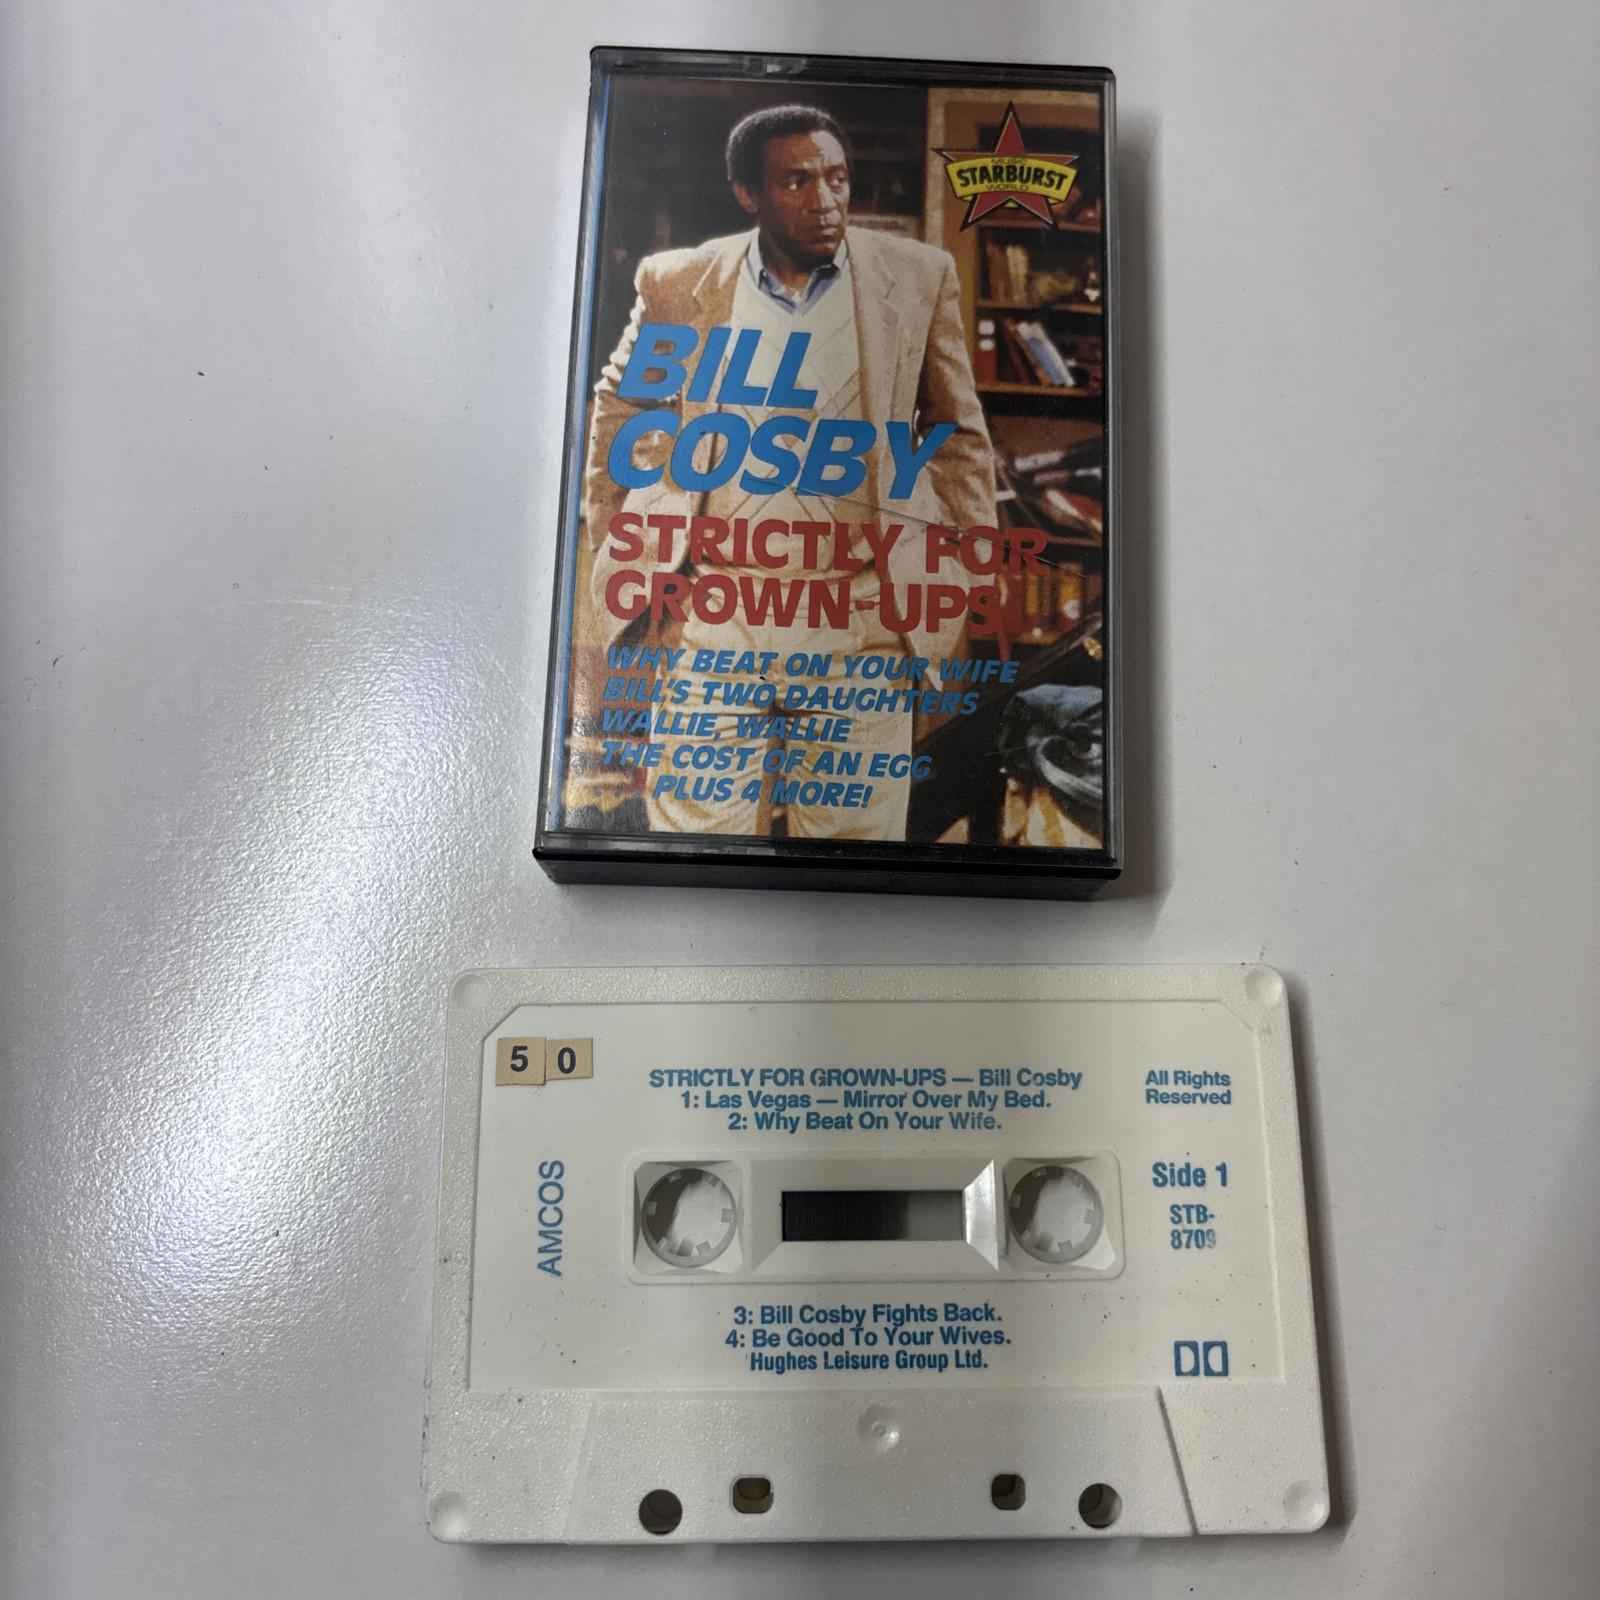 MUSIC
STARBURST
WORLD
BILL
COSBY
STRICTLY FOR
GROWN-UPS!
WHY BEAT ON YOUR WIFE
BILL'S TWO DAUGHTERS
WALLIE, WALLIE
THE COST OF AN EGG
PLUS 4 MORE!
50
STRICTLY FOR GROWN-UPS — Bill Cosby
1: Las Vegas — Mirror Over My Bed.
2: Why Beat On Your Wife.
All Rights
Reserved
AMCOS
Side 1
STB-
8709
3: Bill Cosby Fights Back.
4: Be Good To Your Wives.
Hughes Leisure Group Ltd.